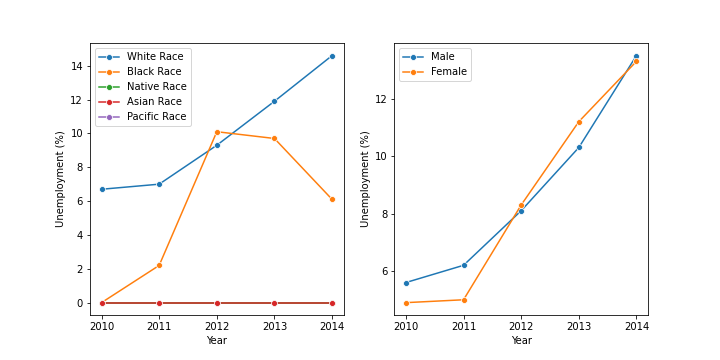 White Race
Black Race
Native Race
Asian Race
Pacific Race
Unemployment (%)
14
12
10
8
6
4
2
0
2010 2011 2012 2013 2014
Year
Male
Female
Unemployment (%)
12
10
8
6
2010 2011 2012 2013 2014
Year